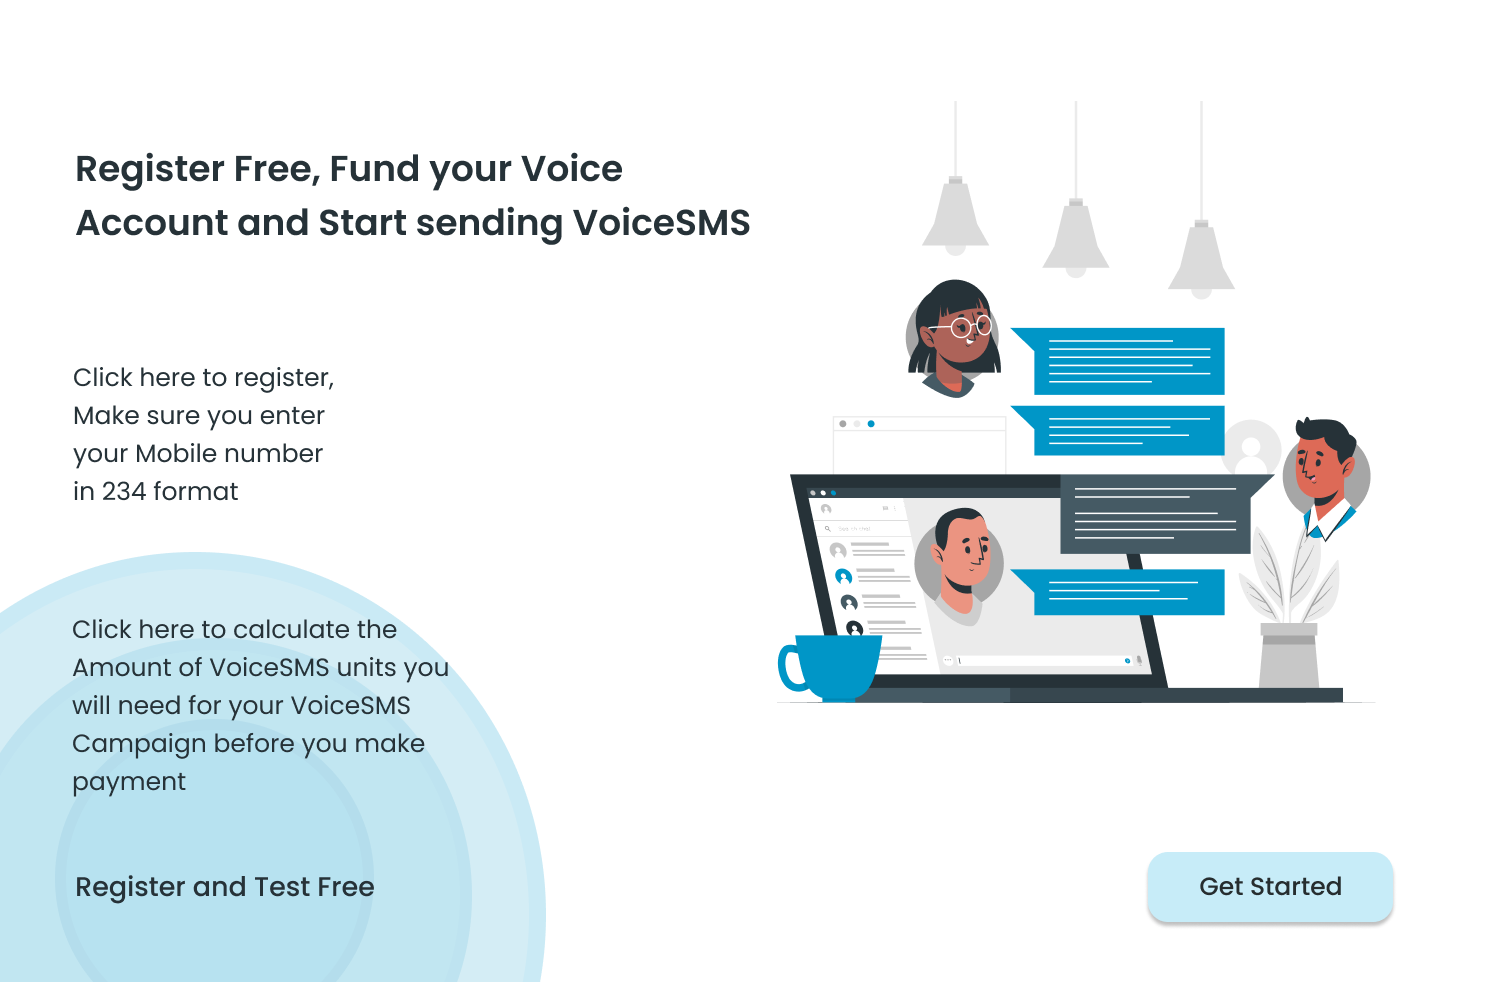 Register Free, Fund your Voice
Account and Start sending VoiceSMS
Click here to register,
Make sure you enter
your Mobile number
in 234 format
Click here to calculate the
Amount of VoiceSMS units you
will need for your VoiceSMS
Campaign before you make
payment
Register and Test Free
Get Started